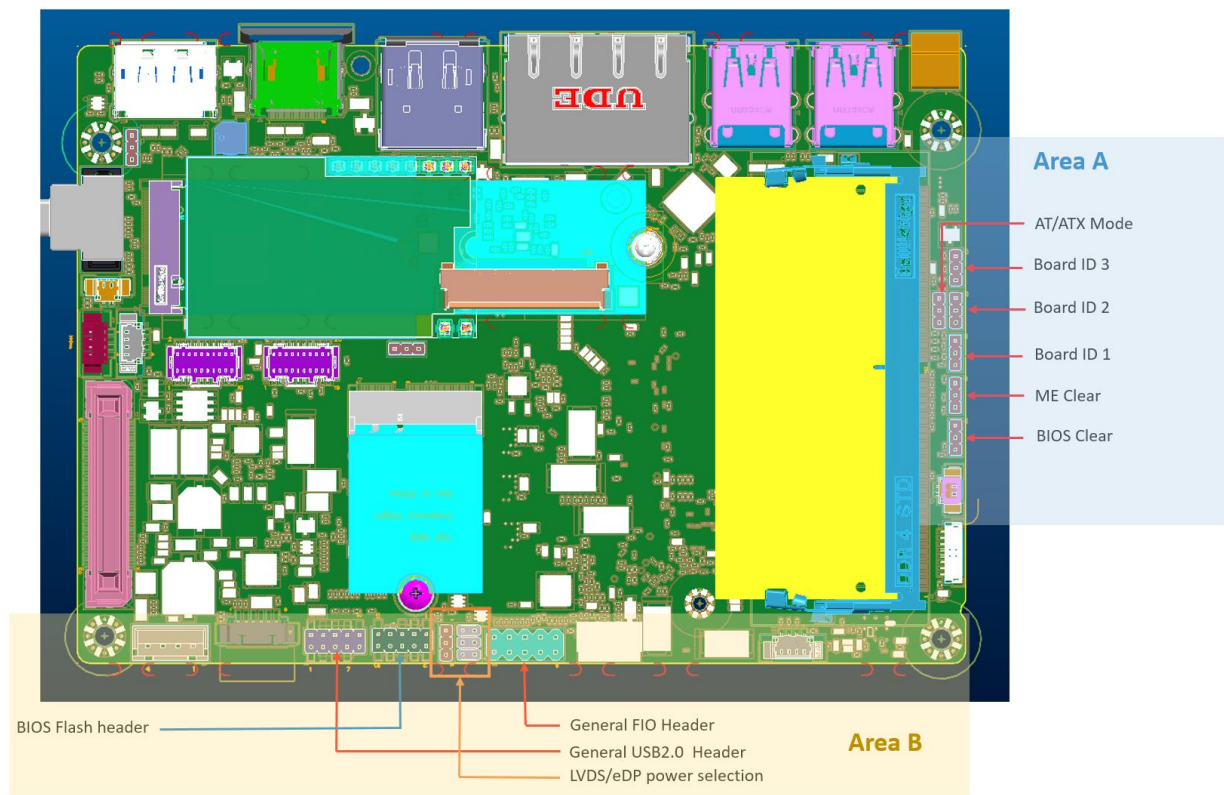 UDE
Area A
AT/ATX Mode
Board ID 3
Board ID 2
Board ID 1
ME Clear
BIOS Clear
BIOS Flash header
General FIO Header
General USB2.0 Header
LVDS/eDP power selection
Area B